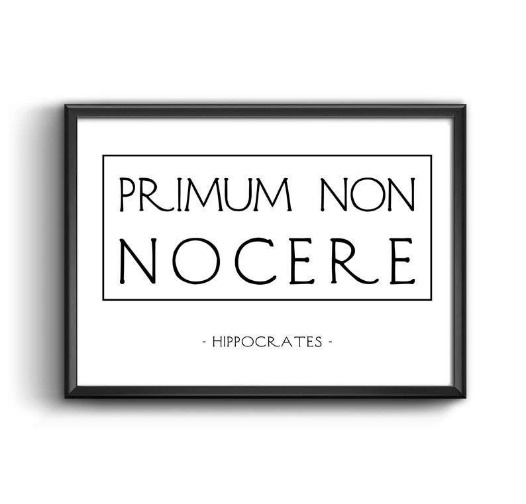 PRIMUM NON
NOCERE
- HIPPOCRATES -